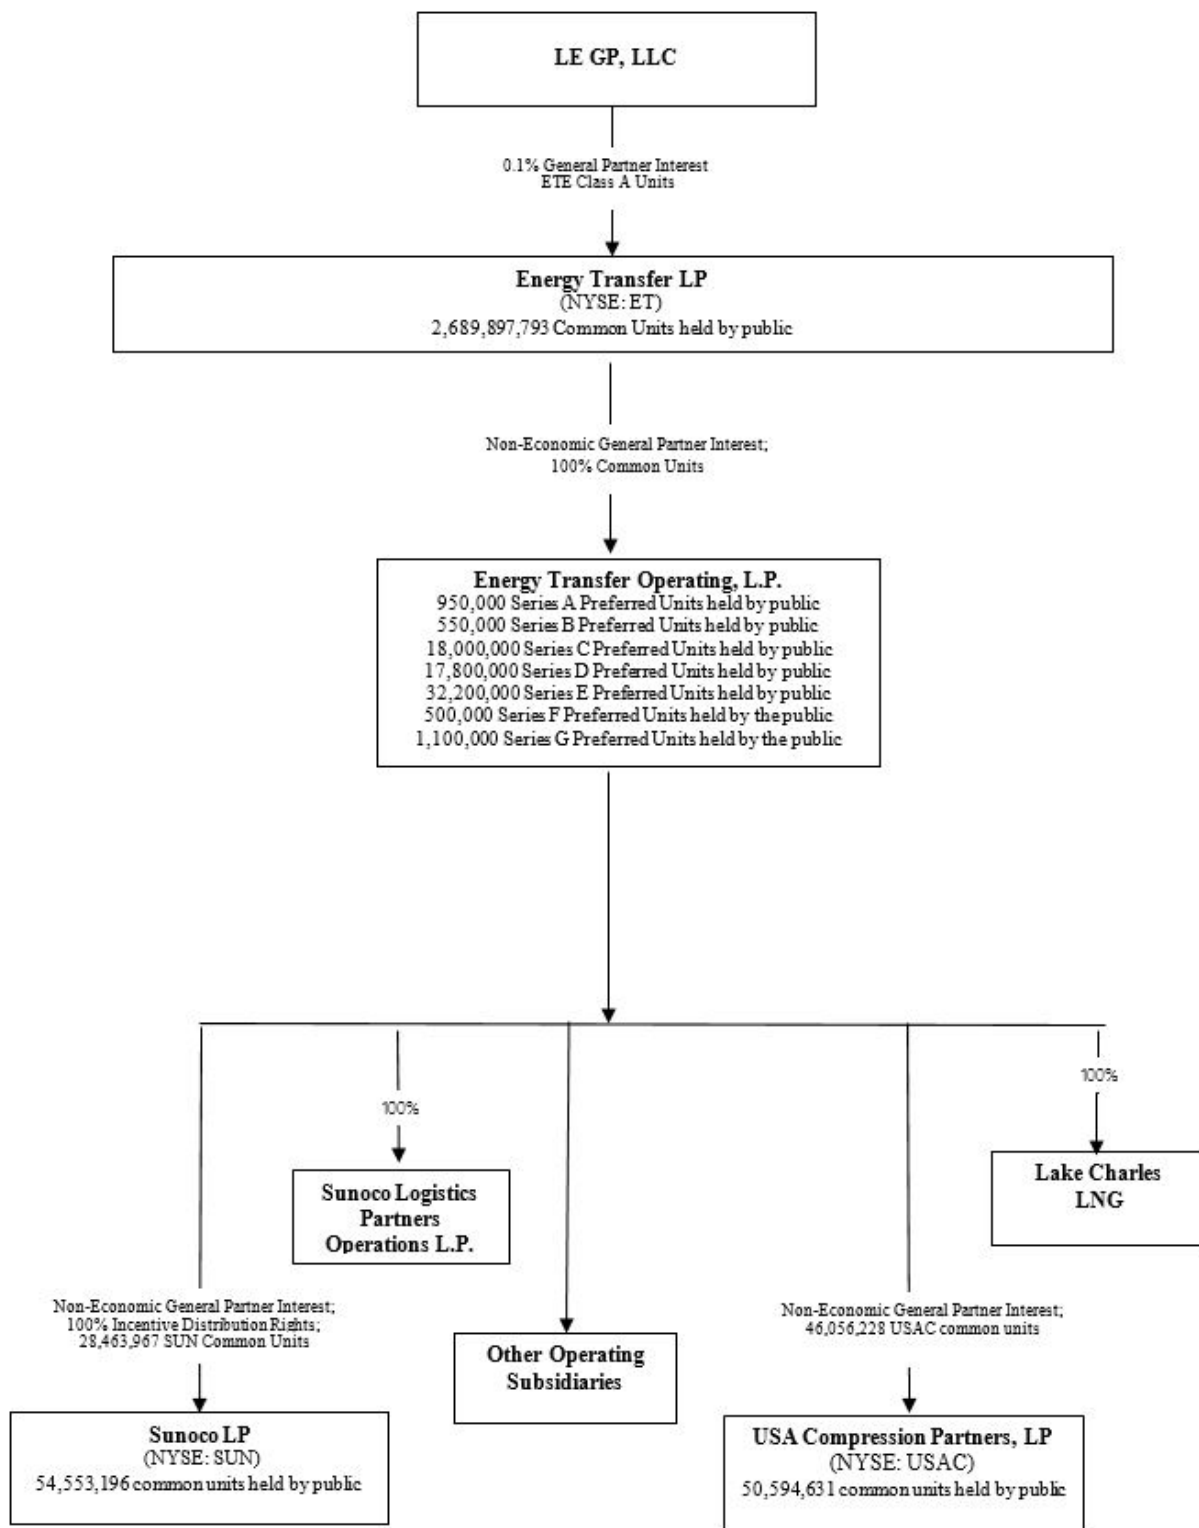 LE GP, LLC
0.1% General Partner Interest
ETE Class A Units
Energy Transfer LP
(NYSE: ET)
2,689,897,793 Common Units held by public
Non-Economic General Partner Interest;
100% Common Units
Energy Transfer Operating, L.P.
950,000 Series A Preferred Units held by public
550,000 Series B Preferred Units held by public
18,000,000 Series C Preferred Units held by public
17,800,000 Series D Preferred Units held by public
32,200,000 Series E Preferred Units held by public
500,000 Series F Preferred Units held by the public
1,100,000 Series G Preferred Units held by the public
100%
Sunoco Logistics
Partners
Operations L.P.
100%
Lake Charles
LNG
Non-Economic General Partner Interest;
100% Incentive Distribution Rights;
28,463,967 SUN Common Units
Sunoco LP
(NYSE: SUN)
54,553,196 common units held by public
Other Operating
Subsidiaries
Non-Economic General Partner Interest;
46,056,228 USAC common units
USA Compression Partners, LP
(NYSE: USAC)
50,594,631 common units held by public